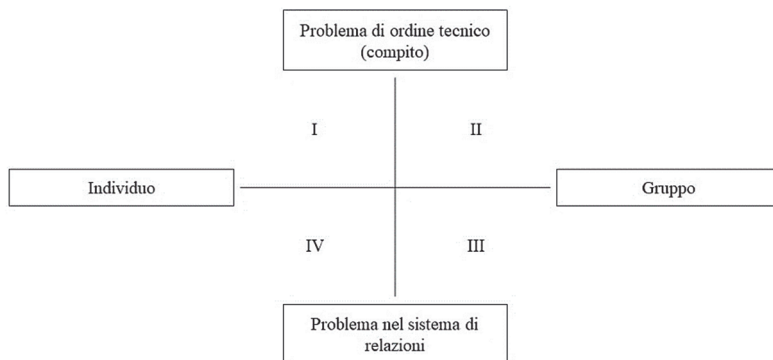 Problema di ordine tecnico
(compito)
I
II
Individuo
Gruppo
IV
III
Problema nel sistema di
relazioni